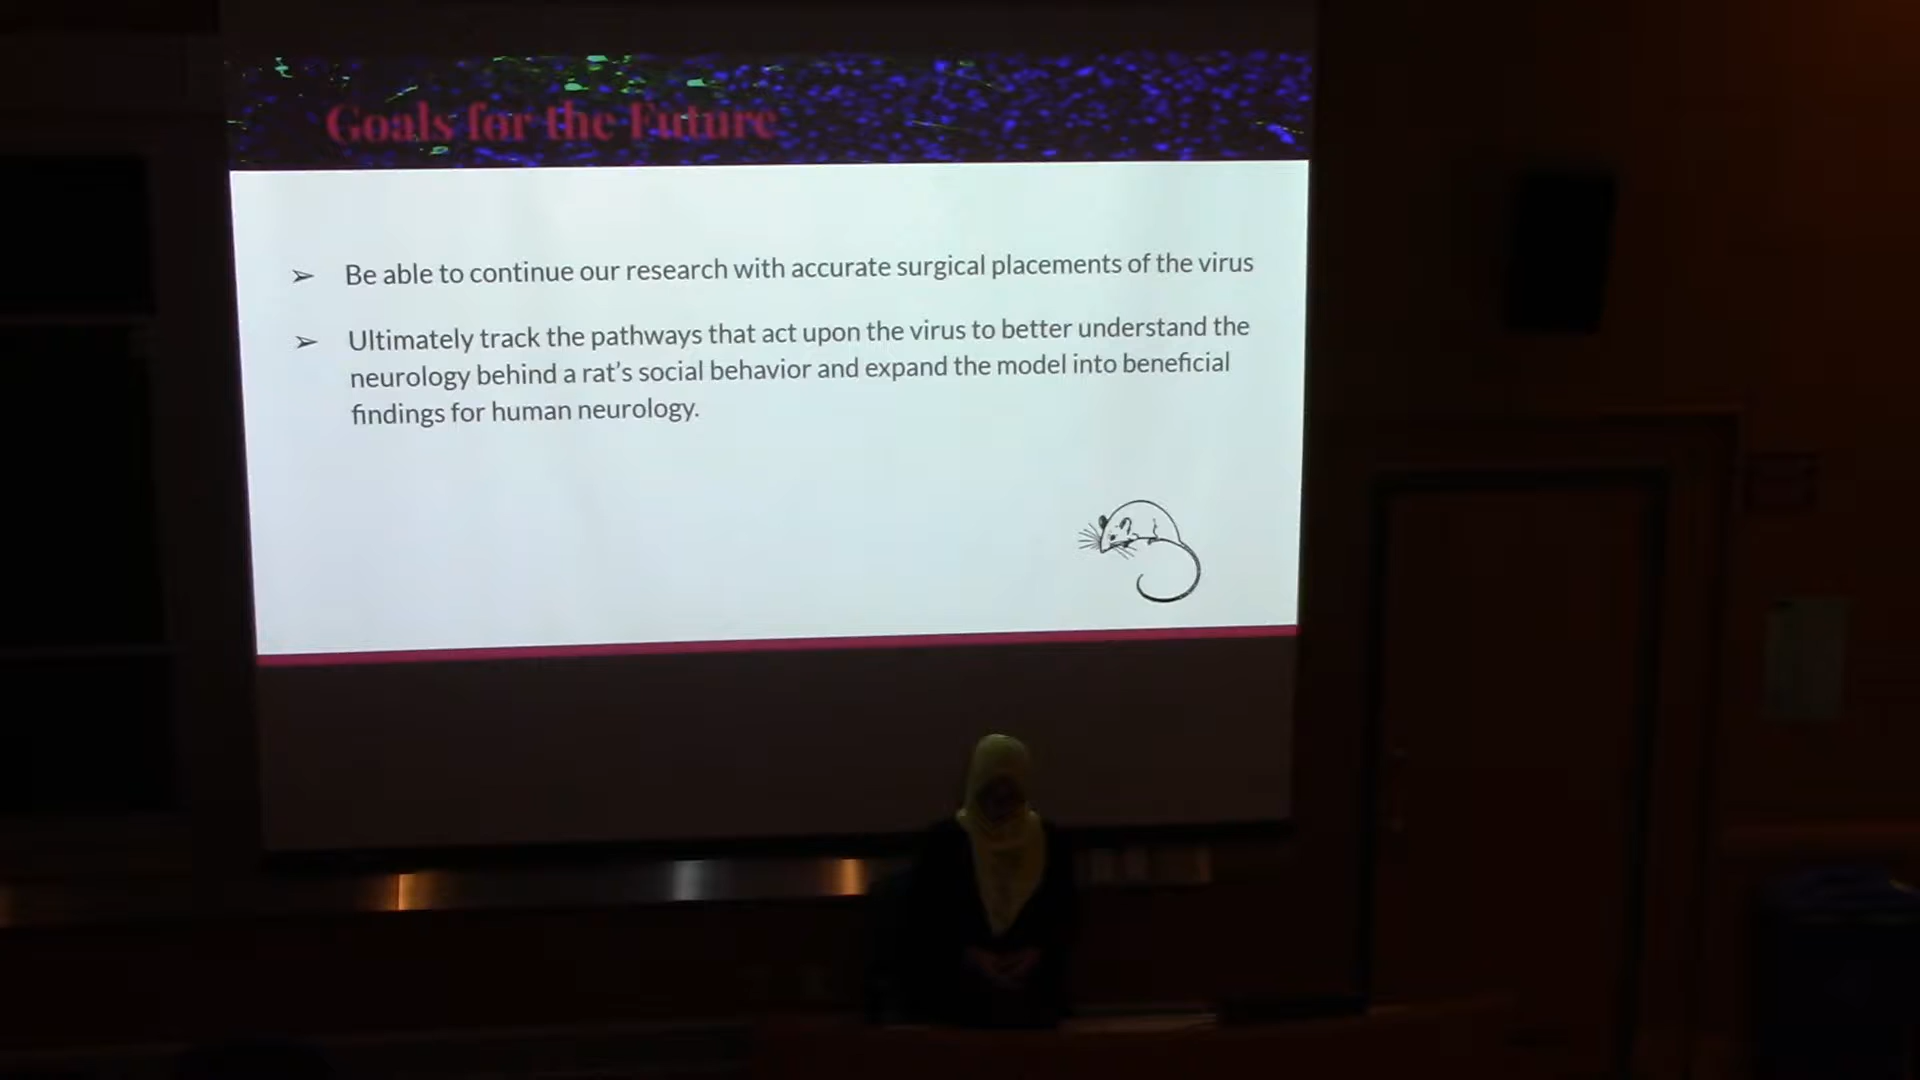 Goals for the Future
➢ Be able to continue our research with accurate surgical placements of the virus
➢ Ultimately track the pathways that act upon the virus to better understand the
neurology behind a rat's social behavior and expand the model into beneficial
findings for human neurology.